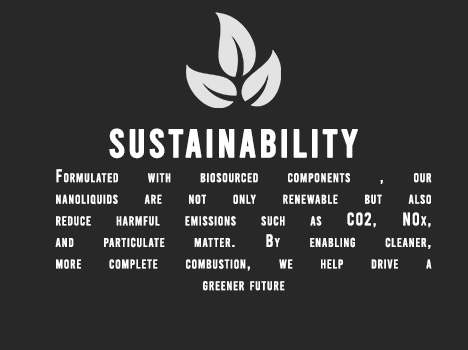 SUSTAINABILITY
Formulated with biosourced components , our
nanoliquids are not only renewable but also
reduce harmful emissions such as CO2, NOx,
and particulate matter. By enabling cleaner,
more complete combustion, we help drive a
greener future